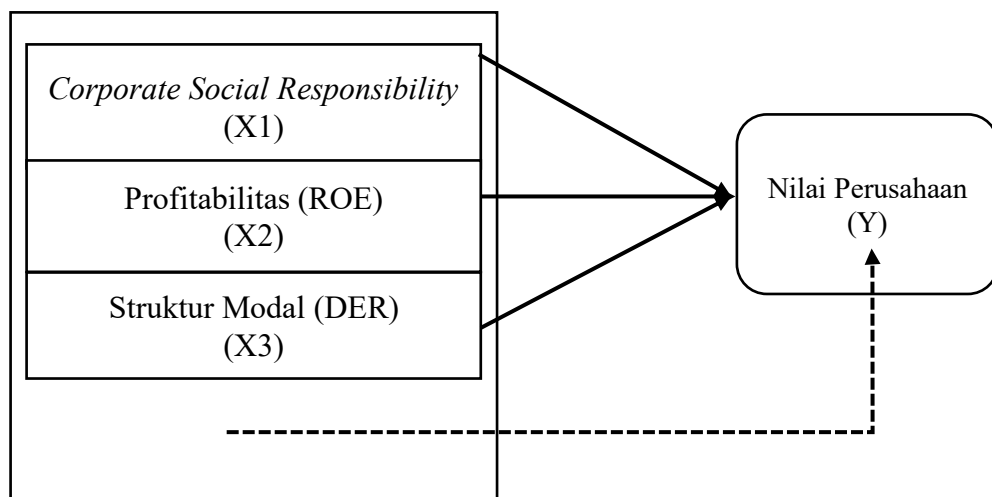 Corporate Social Responsibility
(X1)
Profitabilitas (ROE)
(X2)
Struktur Modal (DER)
(X3)
Nilai Perusahaan
(Y)